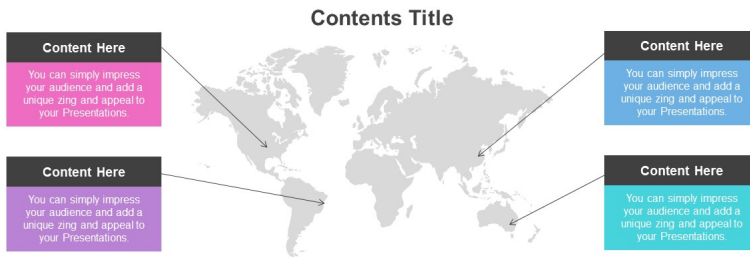 Contents Title
Content Here
You can simply impress
your audience and add a
unique zing and appeal to
your Presentations.
Content Here
You can simply impress
your audience and add a
unique zing and appeal to
your Presentations.
Content Here
You can simply impress
your audience and add a
unique zing and appeal to
your Presentations.
Content Here
You can simply impress
your audience and add a
unique zing and appeal to
your Presentations.